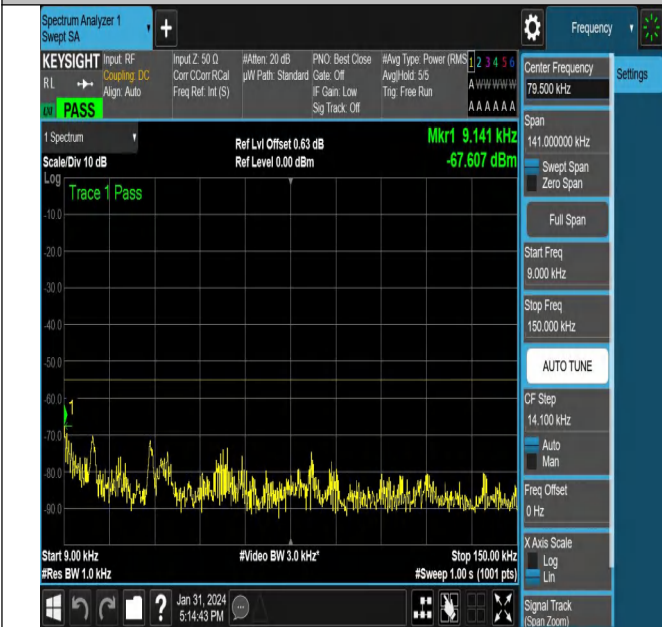 Spectrum Analyzer 1
Swept SA
Frequency
KEYSIGHT
RL
PASS
Input: RF
Coupling: DC
Align: Auto
Input Z: 50 Ω
Corr CCorr RCal
Freq Ref: Int (S)
#Atten: 20 dB
µW Path: Standard
PNO: Best Close
Gate: Off
IF Gain: Low
Sig Track: Off
#Avg Type: Power (RMS
Avg|Hold: 5/5
Trig: Free Run
1 2 3 4 5 6
A W W W W W
A A A A A A
1 Spectrum
Scale/Div 10 dB
Ref Lvl Offset 0.63 dB
Ref Level 0.00 dBm
Mkr1 9.141 kHz
-67.607 dBm
Log
Trace 1 Pass
-10.0
-20.0
-30.0
-40.0
-50.0
-60.0
-70.0
-80.0
-90.0
1
Start 9.00 kHz
#Res BW 1.0 kHz
#Video BW 3.0 kHz*
Stop 150.00 kHz
#Sweep 1.00 s (1001 pts)
Jan 31, 2024
5:14:43 PM
Center Frequency
79.500 kHz
Settings
Span
141.000000 kHz
Swept Span
Zero Span
Full Span
Start Freq
9.000 kHz
Stop Freq
150.000 kHz
AUTO TUNE
CF Step
14.100 kHz
Auto
Man
Freq Offset
0 Hz
X Axis Scale
Log
Lin
Signal Track
(Span Zoom)